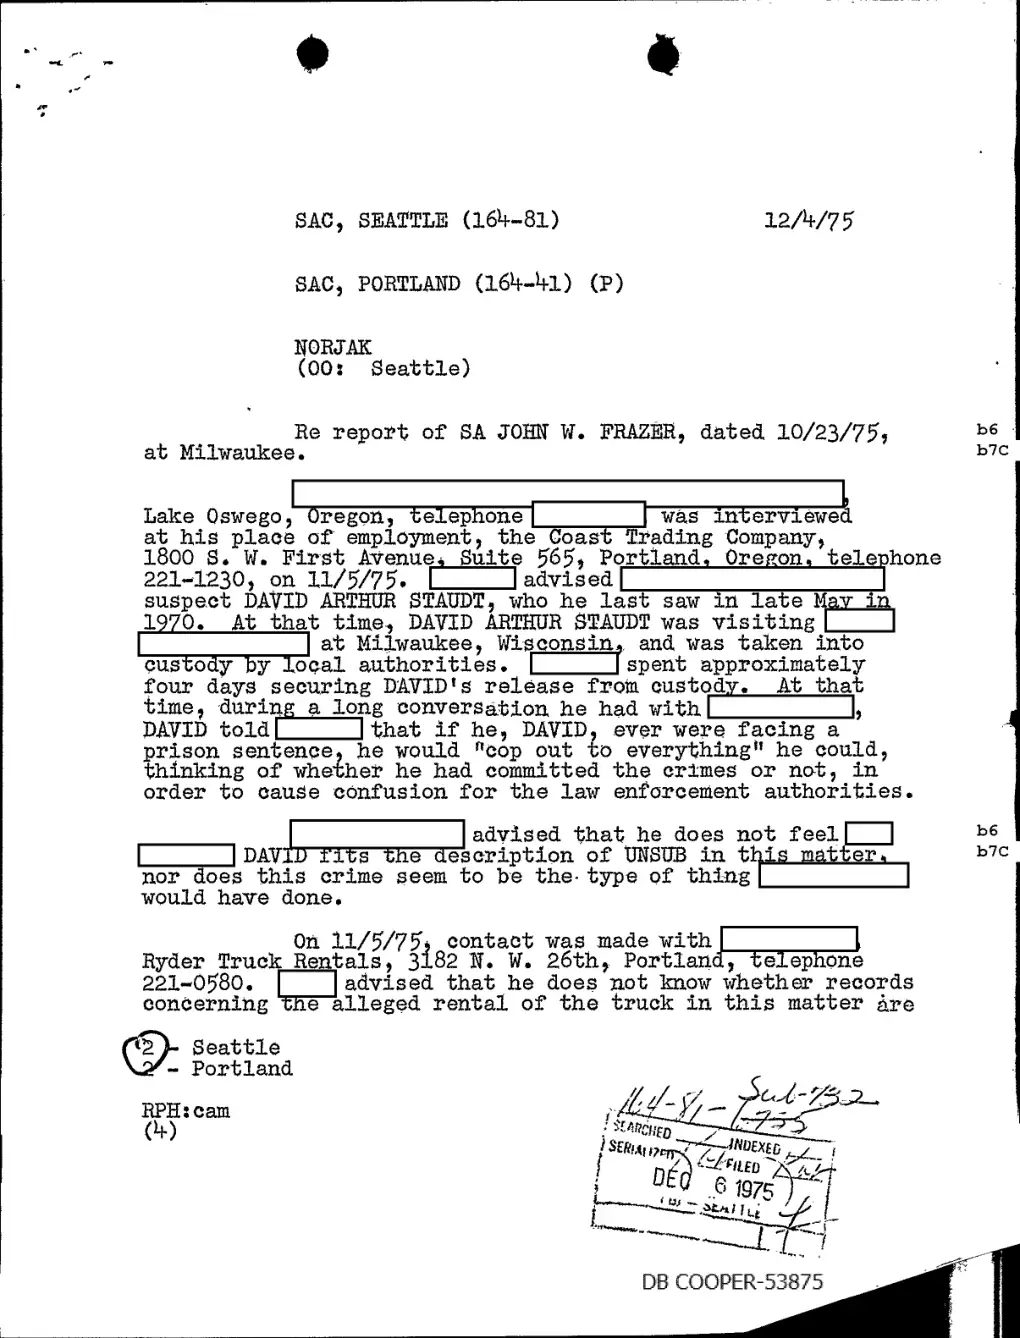 SAC, SEATTLE (164-81) 12/4/75
SAC, PORTLAND (164-41) (P)
NORJAK
(OO: Seattle)
Re report of SA JOHN W. FRAZER, dated 10/23/75,
at Milwaukee.
b6
b7C
,
Lake Oswego, Oregon, telephone was interviewed
at his place of employment, the Coast Trading Company,
1800 S. W. First Avenue, Suite 565, Portland, Oregon, telephone
221-1230, on 11/5/75. advised
suspect DAVID ARTHUR STAUDT, who he last saw in late May in
1970. At that time, DAVID ARTHUR STAUDT was visiting
at Milwaukee, Wisconsin, and was taken into
custody by local authorities. spent approximately
four days securing DAVID's release from custody. At that
time, during a long conversation he had with ,
DAVID told that if he, DAVID, ever were facing a
prison sentence, he would "cop out to everything" he could,
thinking of whether he had committed the crimes or not, in
order to cause confusion for the law enforcement authorities.
advised that he does not feel
DAVID fits the description of UNSUB in this matter,
nor does this crime seem to be the type of thing
would have done.
b6
b7C
On 11/5/75, contact was made with ,
Ryder Truck Rentals, 3182 N. W. 26th, Portland, telephone
221-0580. advised that he does not know whether records
concerning the alleged rental of the truck in this matter are
2 - Seattle
2 - Portland
RPH:cam
(4)
164-81-
Sub-732
SEARCHED INDEXED
SERIALIZED FILED
DEC 6 1975
FBI - SEATTLE
DB COOPER-53875